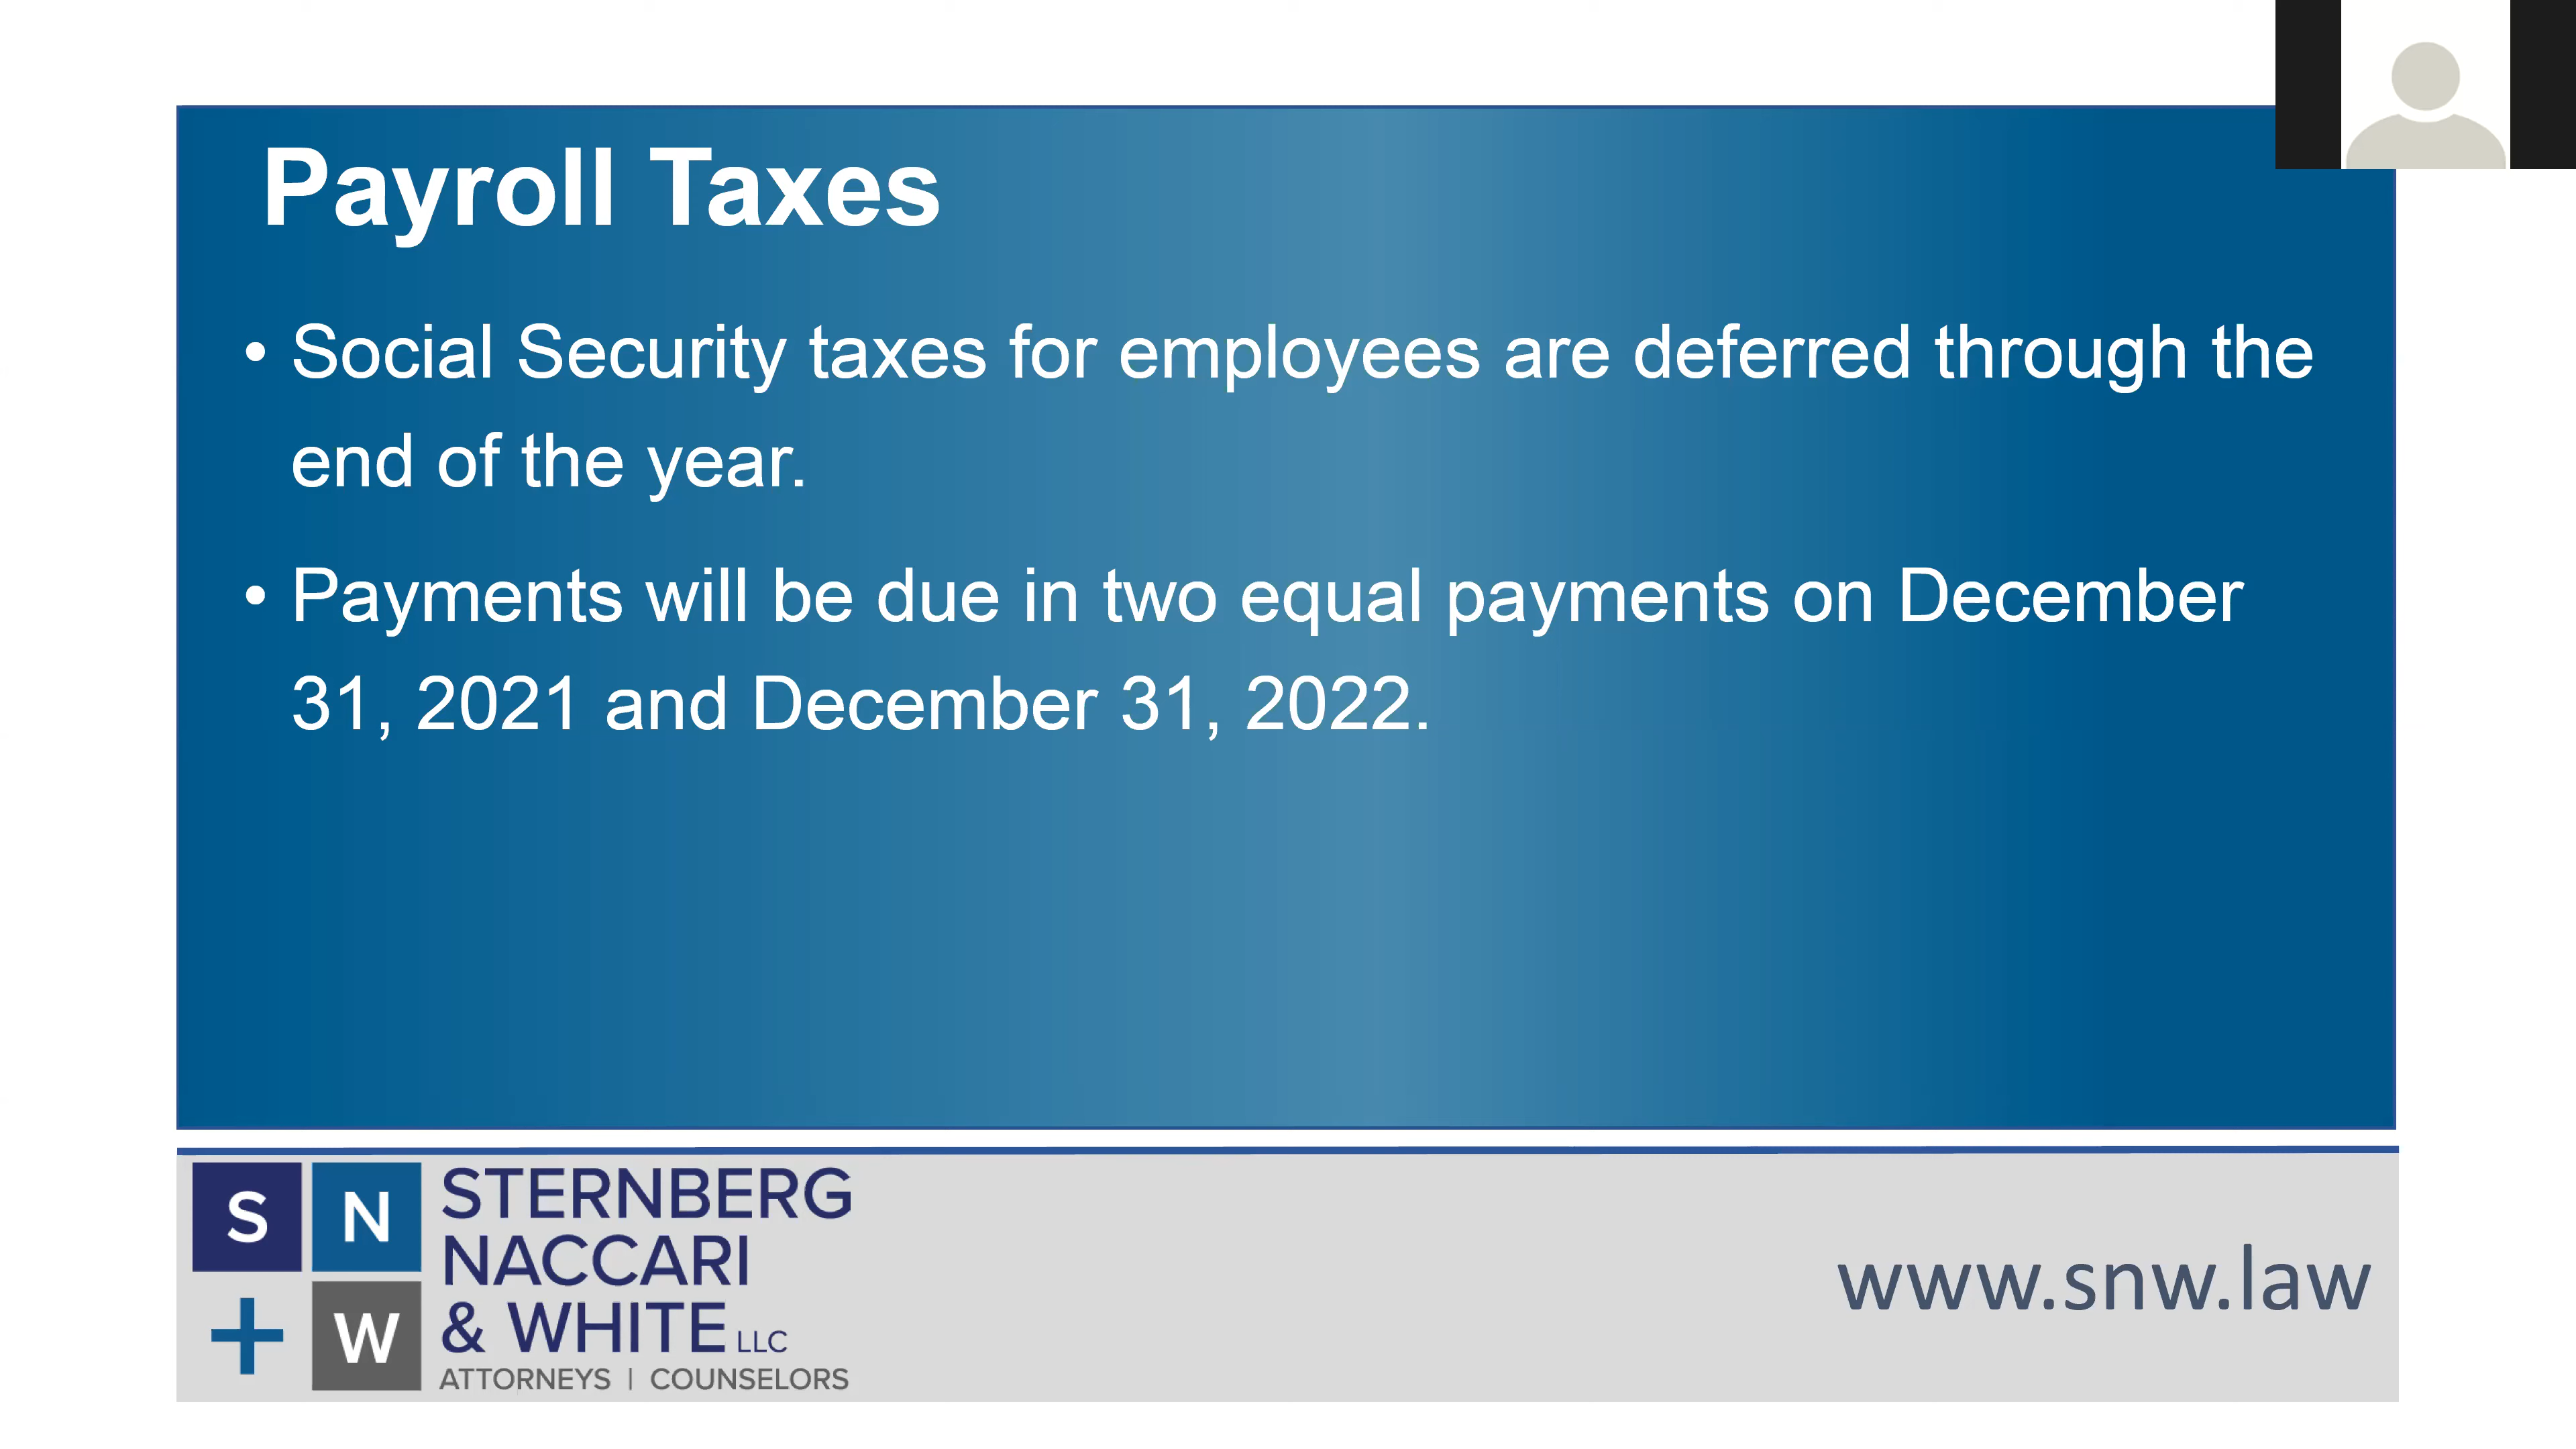 Payroll Taxes
• Social Security taxes for employees are deferred through the
end of the year.
• Payments will be due in two equal payments on December
31, 2021 and December 31, 2022.
S N
+ W
STERNBERG
NACCARI
& WHITE LLC
ATTORNEYS | COUNSELORS
www.snw.law